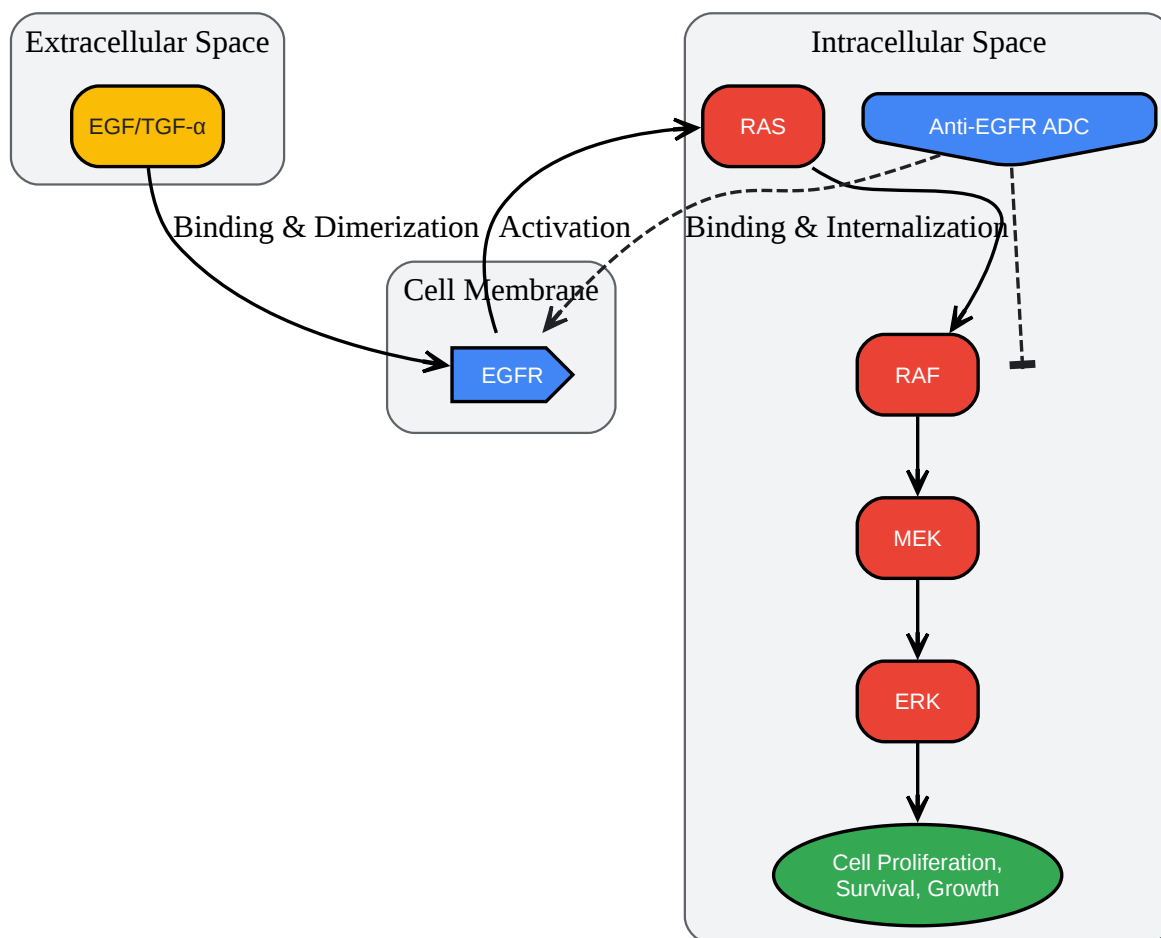 Extracellular Space
Intracellular Space
EGF/TGF-α
RAS
Anti-EGFR ADC
Binding & Dimerization
Activation
Binding & Internalization
Cell Membrane
EGFR
RAF
MEK
ERK
Cell Proliferation,
Survival, Growth